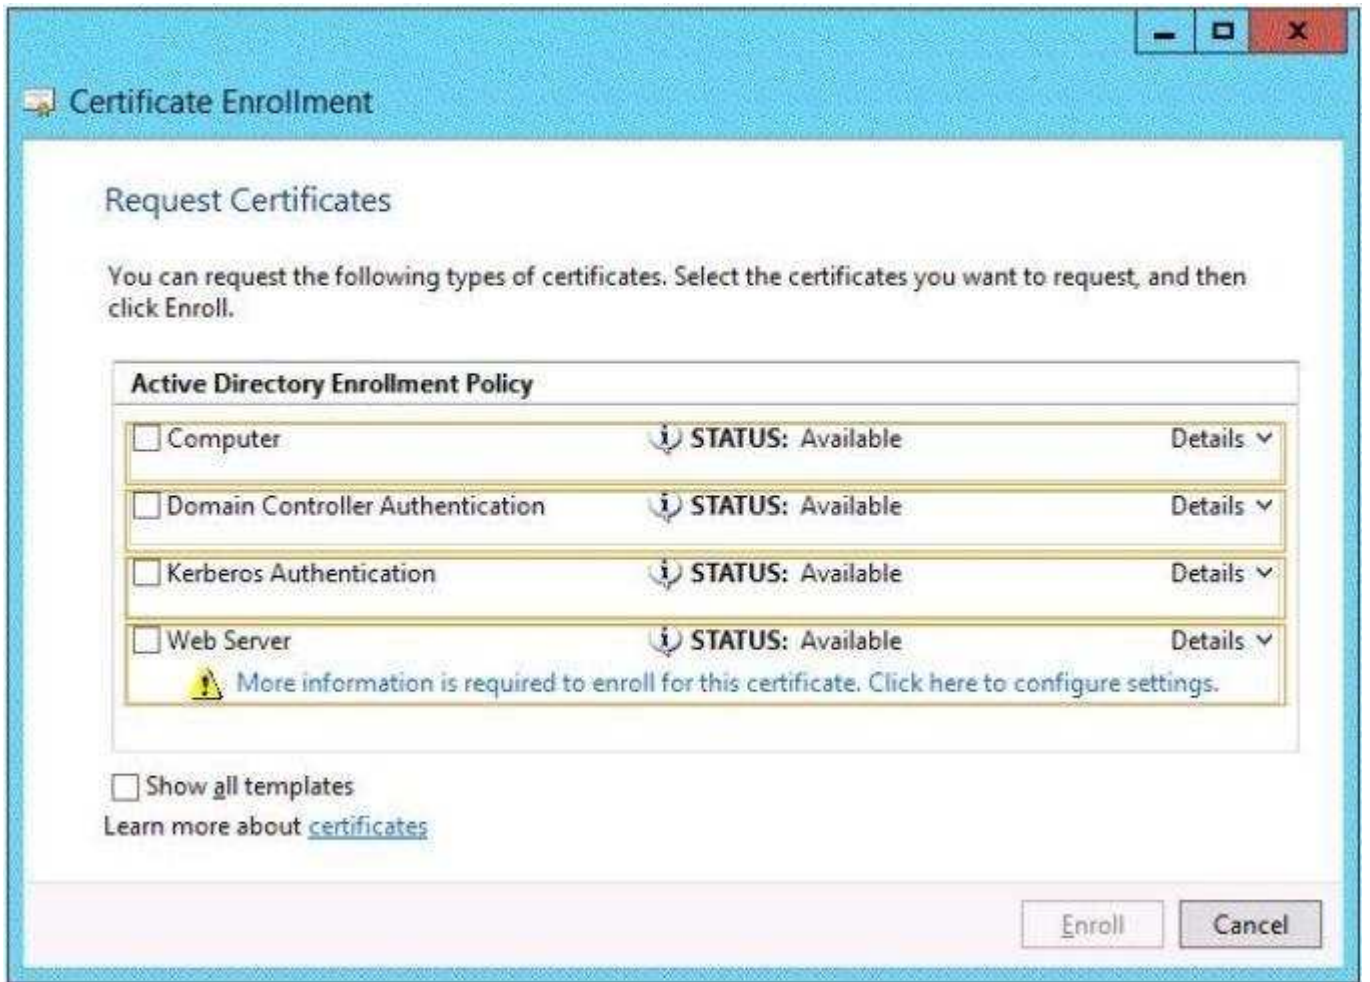 Certificate Enrollment
Request Certificates
You can request the following types of certificates. Select the certificates you want to request, and then
click Enroll.
Active Directory Enrollment Policy
Computer STATUS: Available Details
Domain Controller Authentication STATUS: Available Details
Kerberos Authentication STATUS: Available Details
Web Server STATUS: Available Details
More information is required to enroll for this certificate. Click here to configure settings.
Show all templates
Learn more about certificates
Enroll Cancel